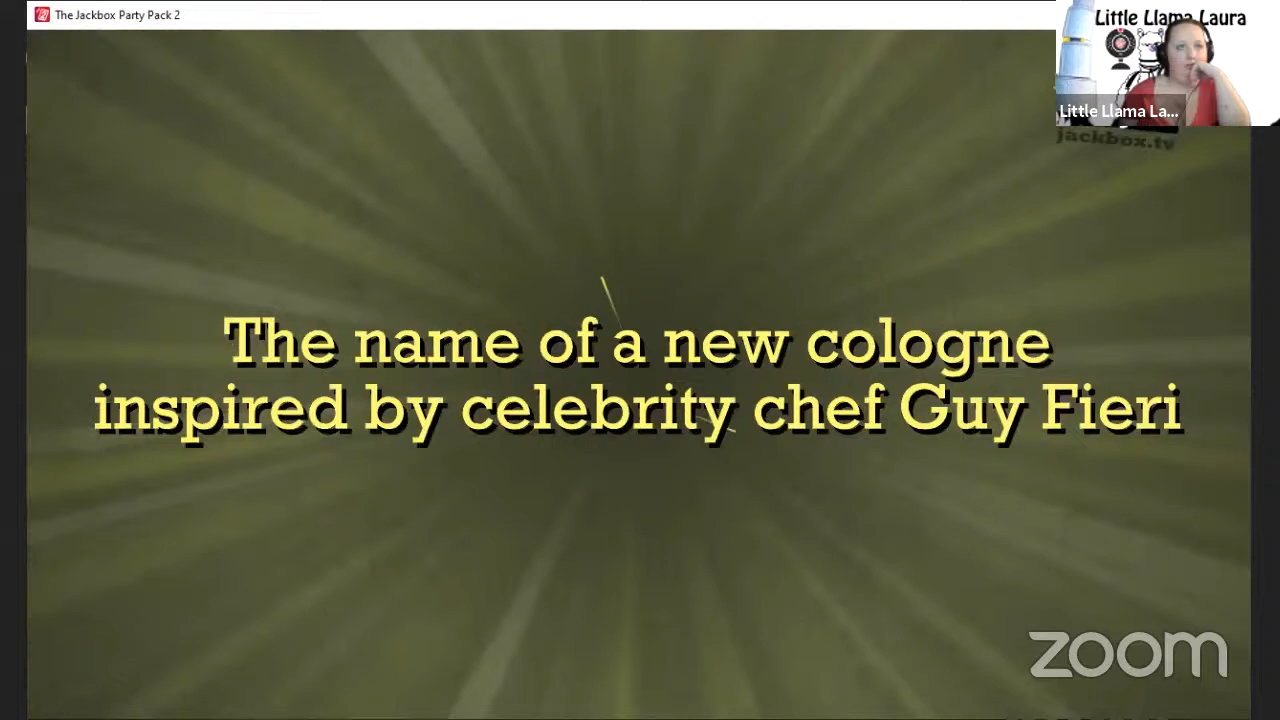 The Jackbox Party Pack 2
Little Llama Laura
Little Llama La...
jackbox.tv
The name of a new cologne
inspired by celebrity chef Guy Fieri
zoom